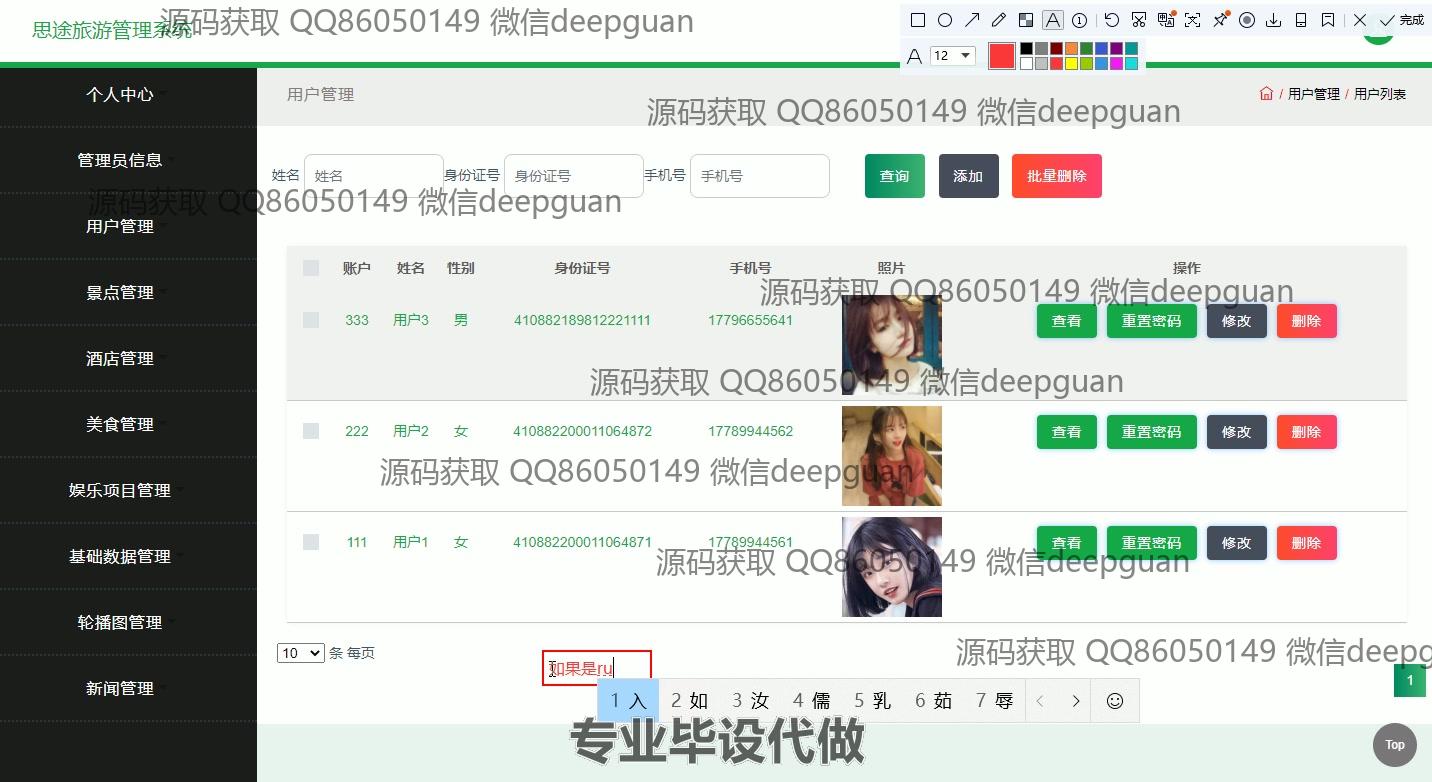 思途旅游管理系统
源码获取 QQ86050149 微信deepguan
A 1 完成
A 12
个人中心
管理员信息
用户管理
景点管理
酒店管理
美食管理
娱乐项目管理
基础数据管理
轮播图管理
新闻管理
用户管理
/ 用户管理 / 用户列表
源码获取 QQ86050149 微信deepguan
姓名 姓名 身份证号 身份证号 手机号 手机号 查询 添加 批量删除
源码获取 QQ86050149 微信deepguan
账户 姓名 性别 身份证号 手机号 照片 操作
源码获取 QQ86050149 微信deepguan
333 用户3 男 410882189812221111 17796655641 查看 重置密码 修改 删除
源码获取 QQ86050149 微信deepguan
222 用户2 女 410882200011064872 17789944562 查看 重置密码 修改 删除
源码获取 QQ86050149 微信deepguan
111 用户1 女 410882200011064871 17789944561 查看 重置密码 修改 删除
源码获取 QQ86050149 微信deepguan
10 条 每页
源码获取 QQ86050149 微信deepg
如果是ru
1
1 入 2 如 3 汝 4 儒 5 乳 6 茹 7 辱
专业毕设代做
Top